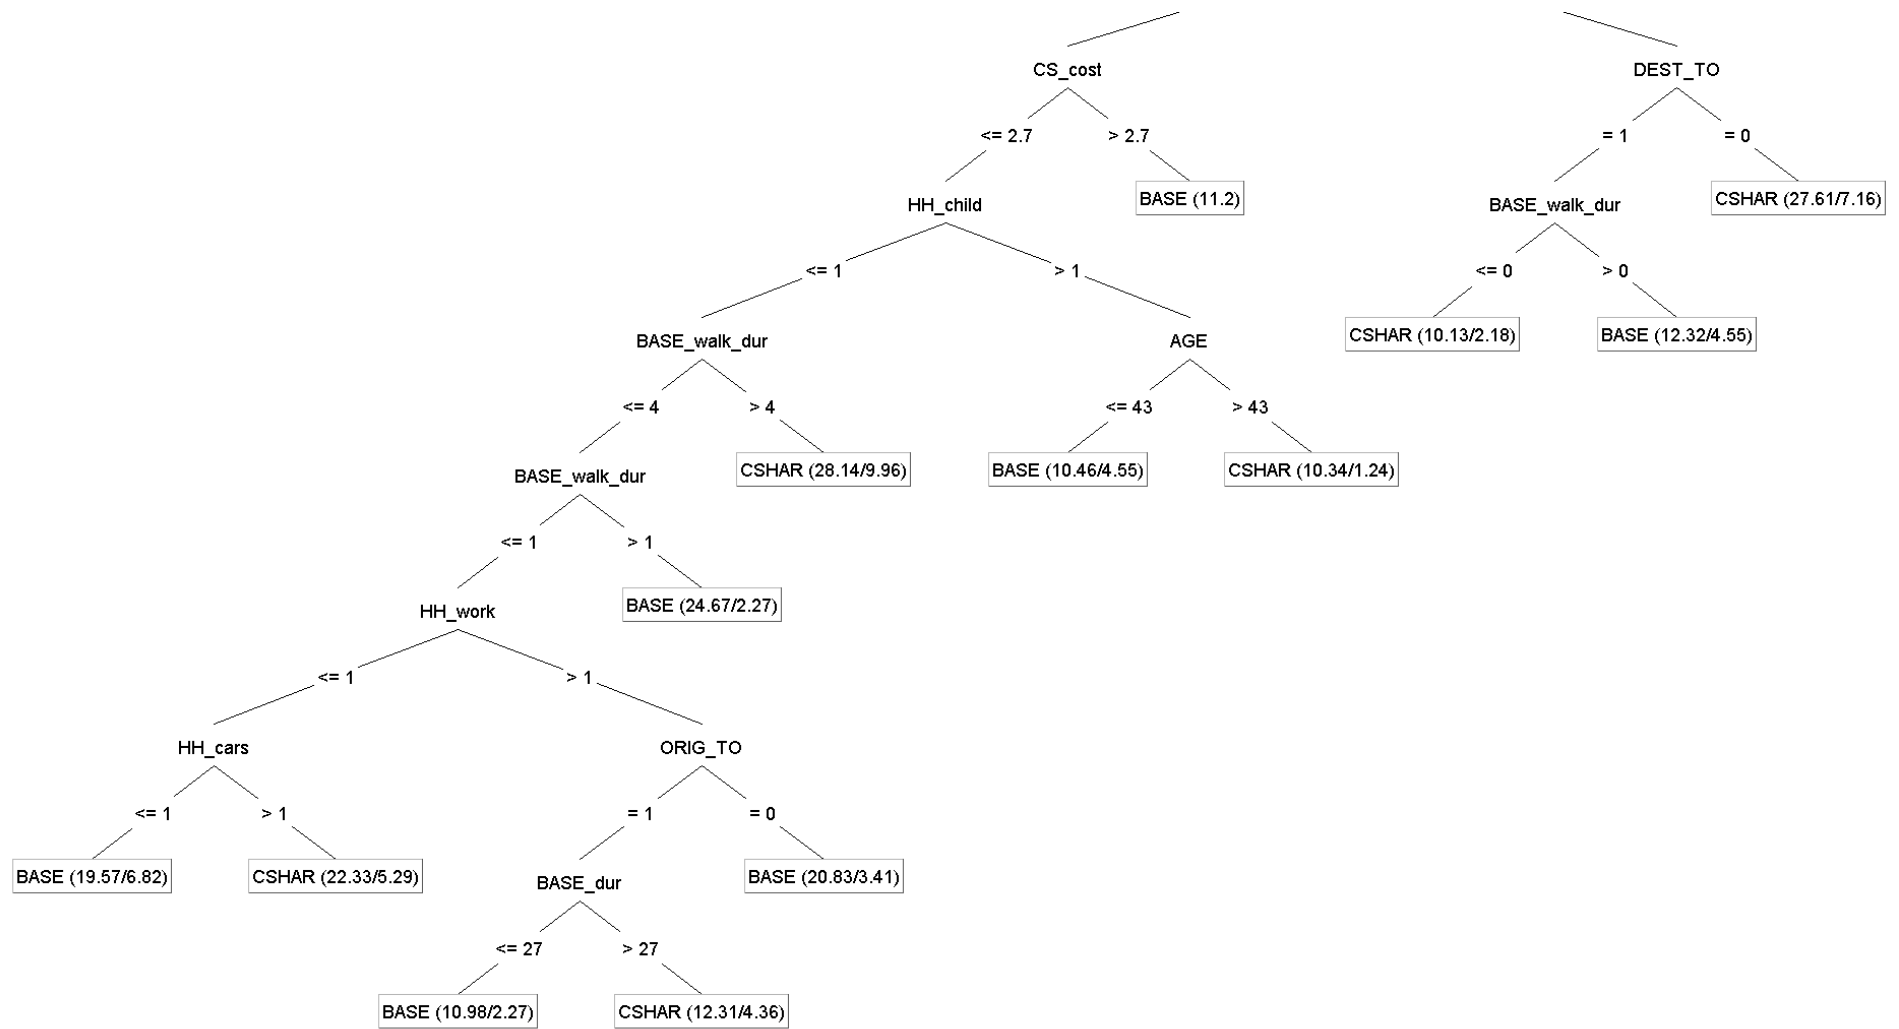 CS_cost
DEST_TO
<= 2.7
> 2.7
= 1
= 0
HH_child
BASE (11.2)
BASE_walk_dur
CSHAR (27.61/7.16)
<= 1
> 1
<= 0
> 0
BASE_walk_dur
AGE
CSHAR (10.13/2.18)
BASE (12.32/4.55)
<= 4
> 4
<= 43
> 43
BASE_walk_dur
CSHAR (28.14/9.96)
BASE (10.46/4.55)
CSHAR (10.34/1.24)
<= 1
> 1
HH_work
BASE (24.67/2.27)
<= 1
> 1
HH_cars
ORIG_TO
<= 1
> 1
= 1
= 0
BASE (19.57/6.82)
CSHAR (22.33/5.29)
BASE_dur
BASE (20.83/3.41)
<= 27
> 27
BASE (10.98/2.27)
CSHAR (12.31/4.36)